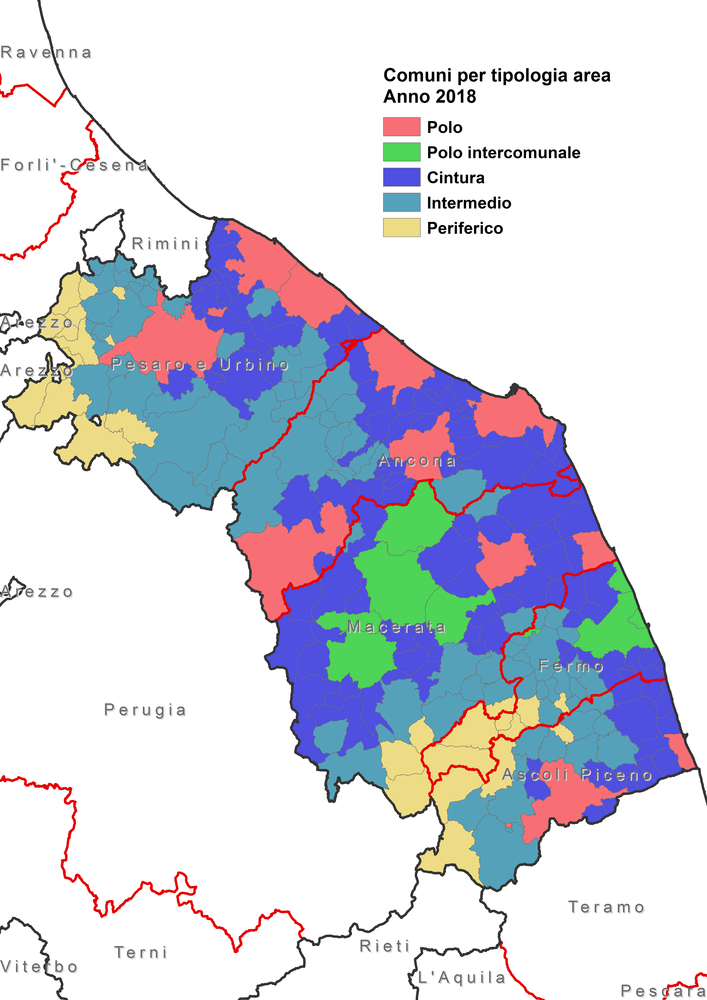 Ravenna
Comuni per tipologia area
Anno 2018
Polo
Polo intercomunale
Forli'-Cesena
Cintura
Intermedio
Periferico
Rimini
Arezzo
Pesaro e Urbino
Arezzo
Ancona
Arezzo
Macerata
Fermo
Perugia
Ascoli Piceno
Teramo
Rieti
Terni
Viterbo
L'Aquila
Pescara